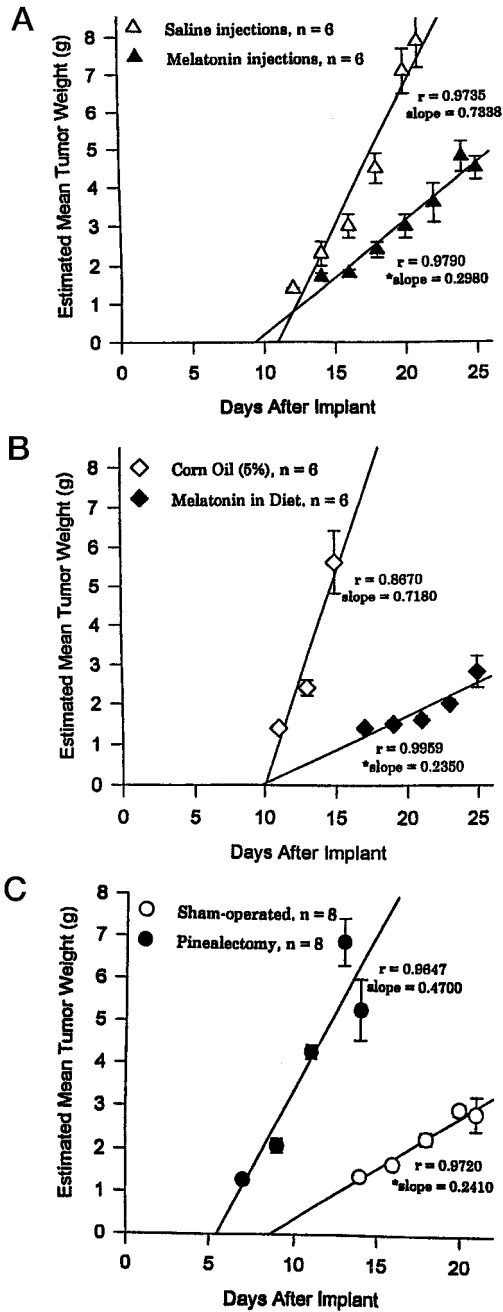 A
Saline injections, n = 6
Melatonin injections, n = 6
Estimated Mean Tumor Weight (g)
8
7
6
5
4
3
2
1
0
r = 0.9735
slope = 0.7338
r = 0.9790
*slope = 0.2980
0 5 10 15 20 25
Days After Implant
B
Corn Oil (5%), n = 6
Melatonin in Diet. n = 6
Estimated Mean Tumor Weight (g)
8
7
6
5
4
3
2
1
0
r = 0.8670
slope = 0.7180
r = 0.9959
*slope = 0.2350
0 5 10 15 20 25
Days After Implant
C
Sham-operated, n = 8
Pinealectomy, n = 8
Estimated Mean Tumor Weight (g)
8
7
6
5
4
3
2
1
0
r = 0.9647
slope = 0.4700
r = 0.9720
*slope = 0.2410
0 5 10 15 20
Days After Implant